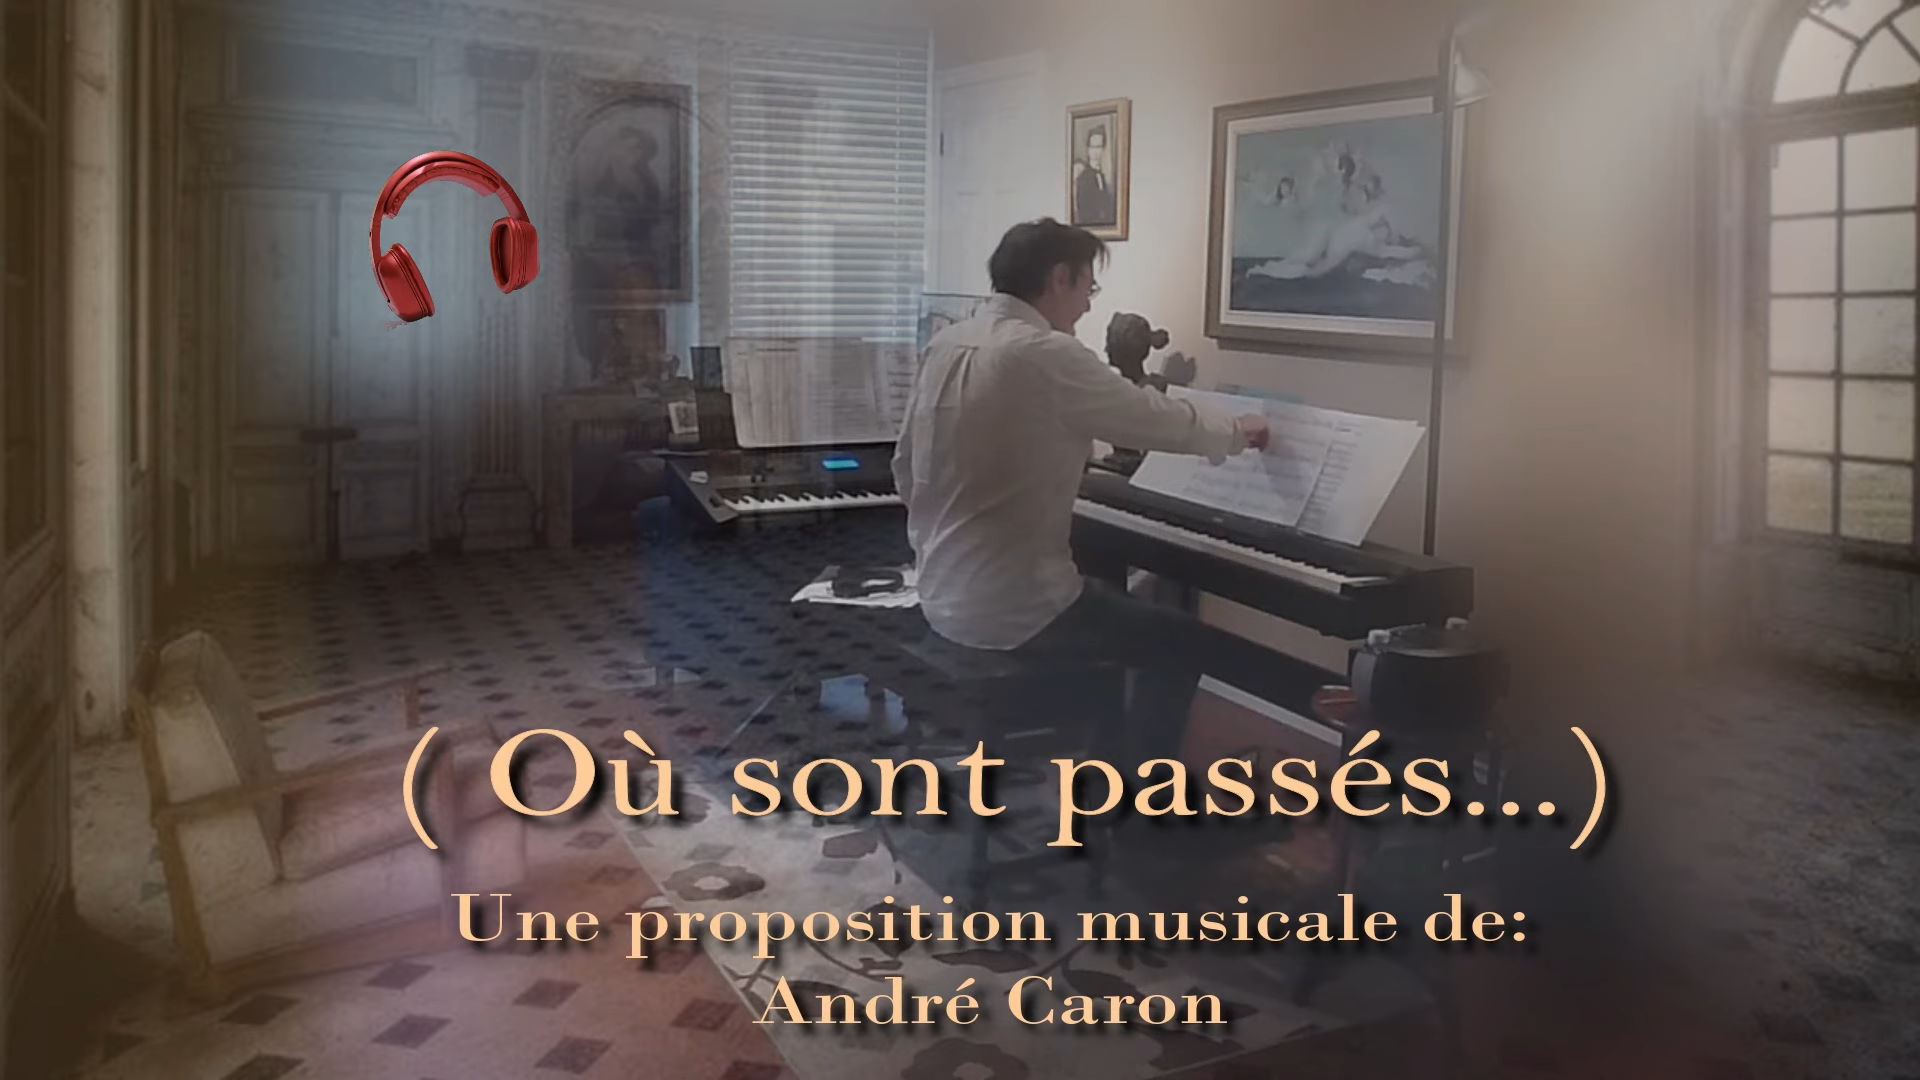 ( Où sont passés...)
Une proposition musicale de:
André Caron